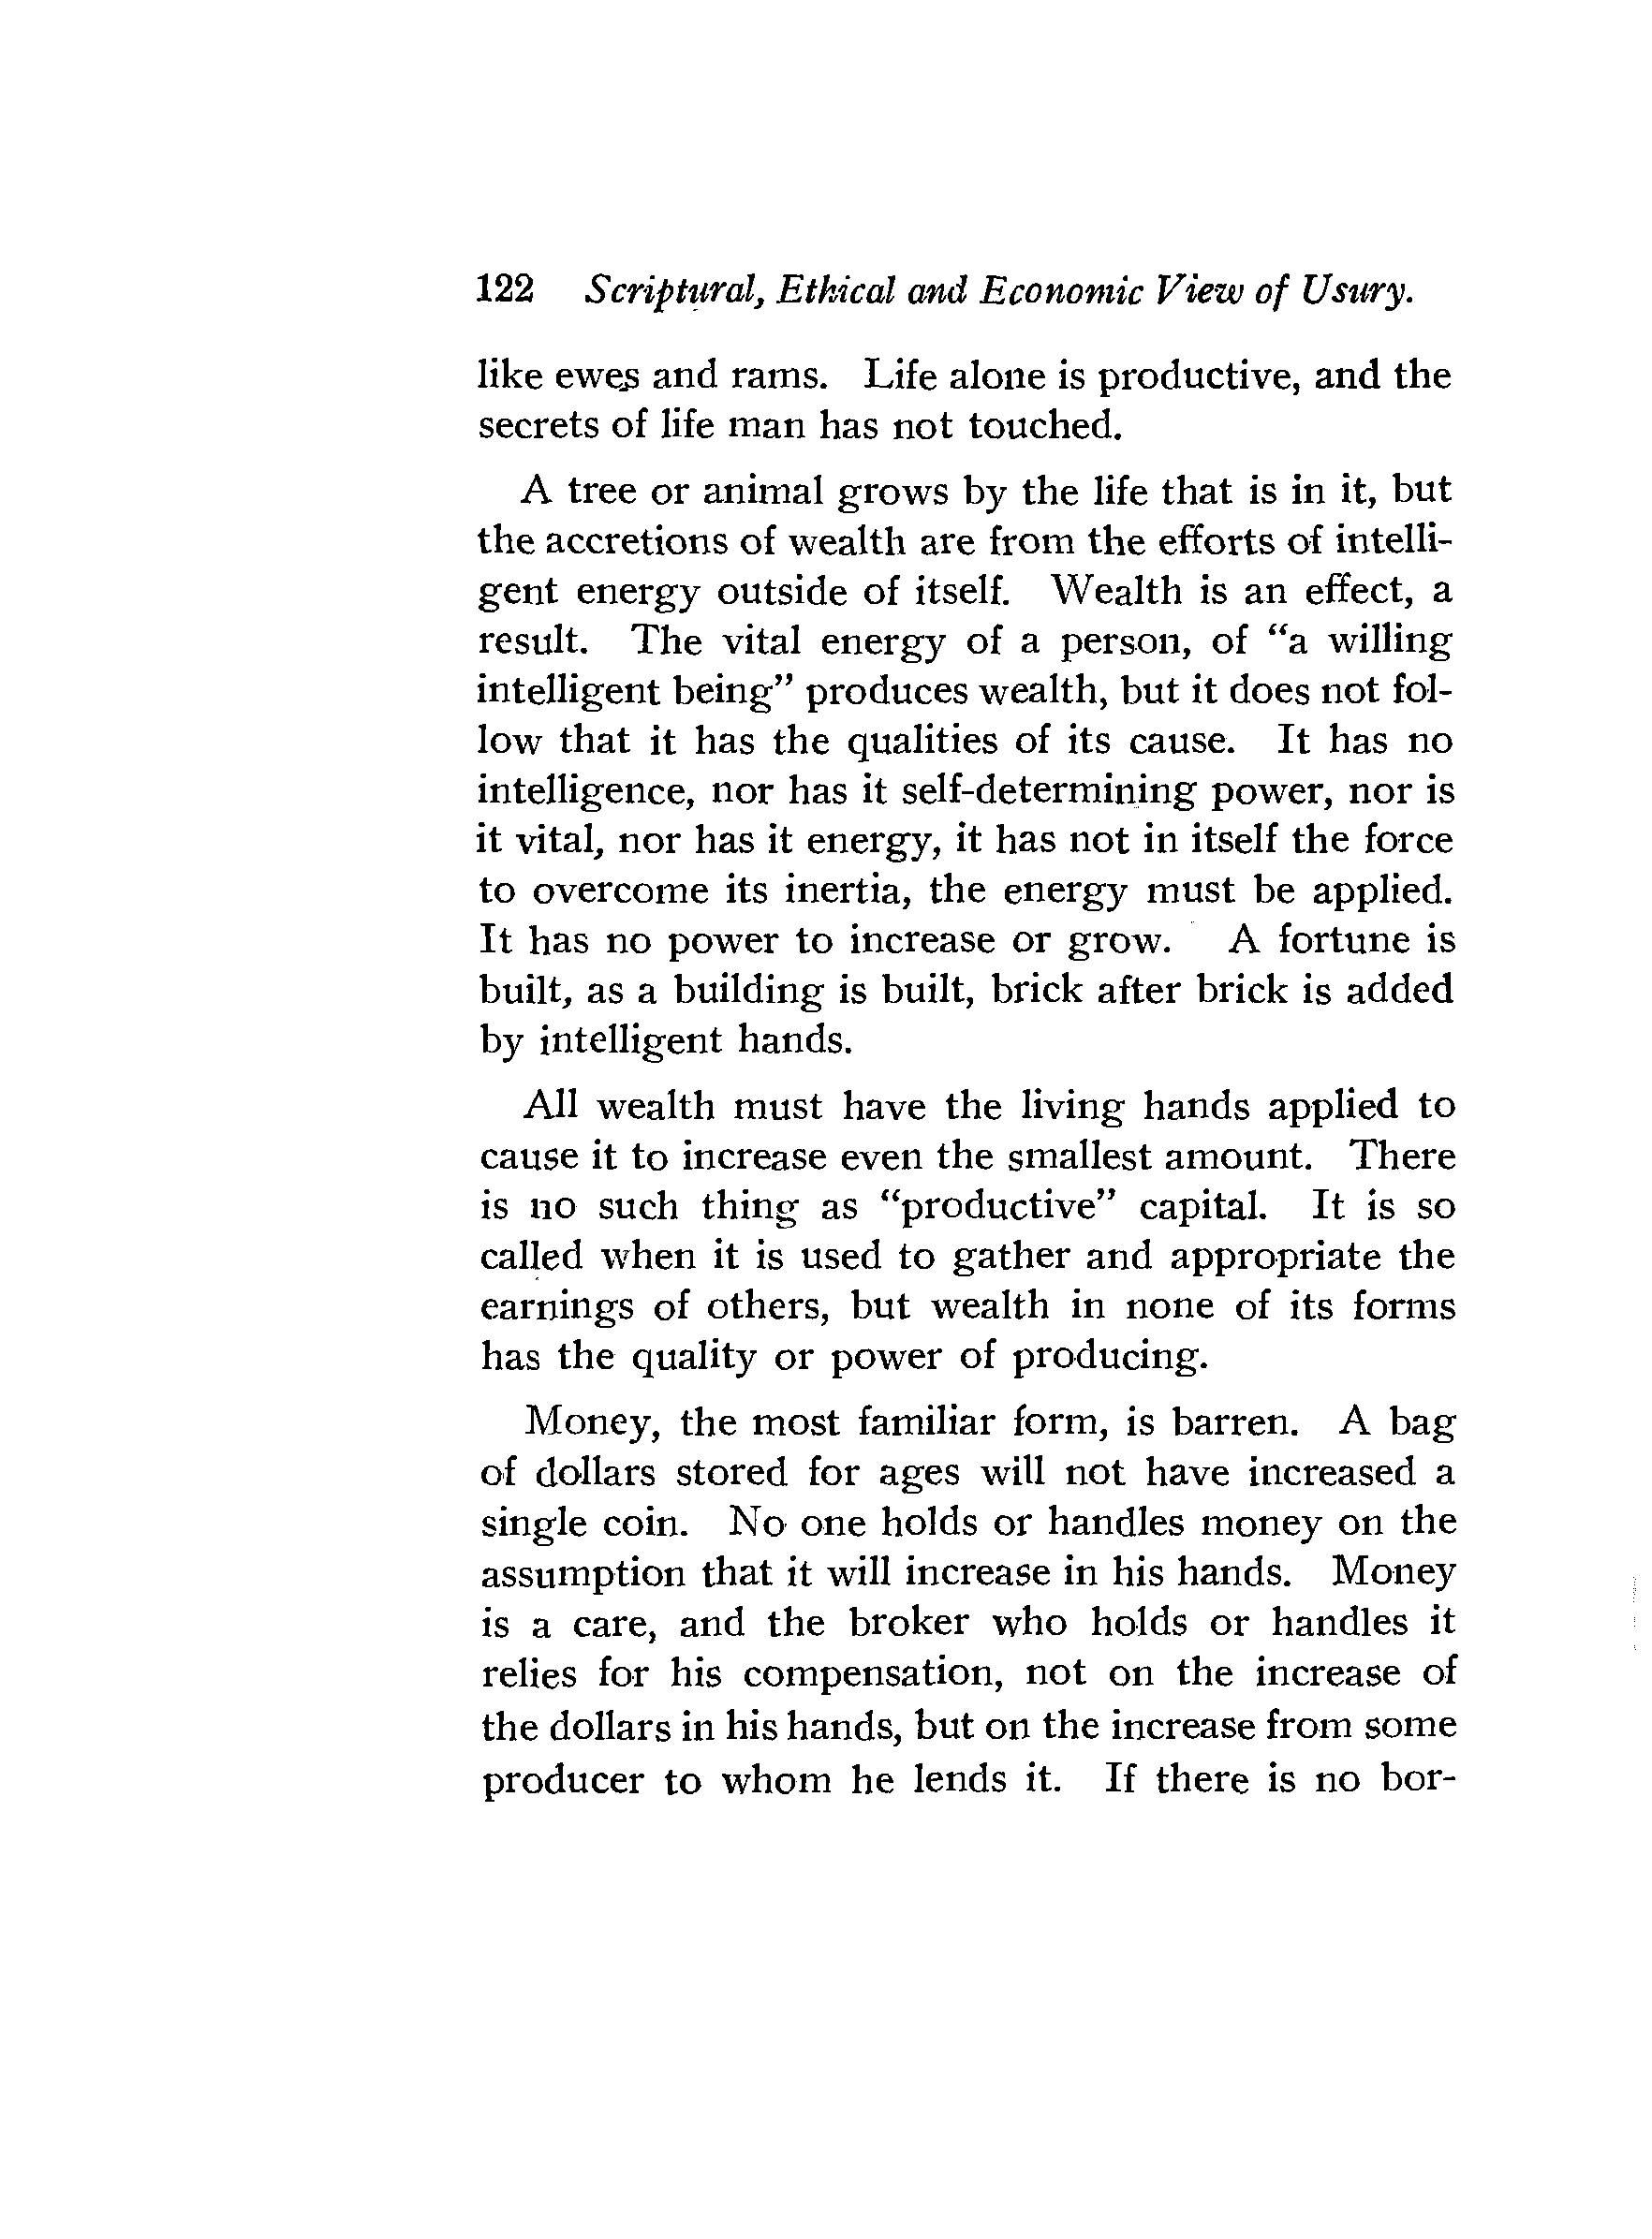 122 Scriptural, Ethical and Economic View of Usury.
like ewes and rams. Life alone is productive, and the
secrets of life man has not touched.
A tree or animal grows by the life that is in it, but
the accretions of wealth are from the efforts of intelli-
gent energy outside of itself. Wealth is an effect, a
result. The vital energy of a person, of “a willing
intelligent being” produces wealth, but it does not fol-
low that it has the qualities of its cause. It has no
intelligence, nor has it self-determining power, nor is
it vital, nor has it energy, it has not in itself the force
to overcome its inertia, the energy must be applied.
It has no power to increase or grow. A fortune is
built, as a building is built, brick after brick is added
by intelligent hands.
All wealth must have the living hands applied to
cause it to increase even the smallest amount. There
is no such thing as “productive” capital. It is so
called when it is used to gather and appropriate the
earnings of others, but wealth in none of its forms
has the quality or power of producing.
Money, the most familiar form, is barren. A bag
of dollars stored for ages will not have increased a
single coin. No one holds or handles money on the
assumption that it will increase in his hands. Money
is a care, and the broker who holds or handles it
relies for his compensation, not on the increase of
the dollars in his hands, but on the increase from some
producer to whom he lends it. If there is no bor-